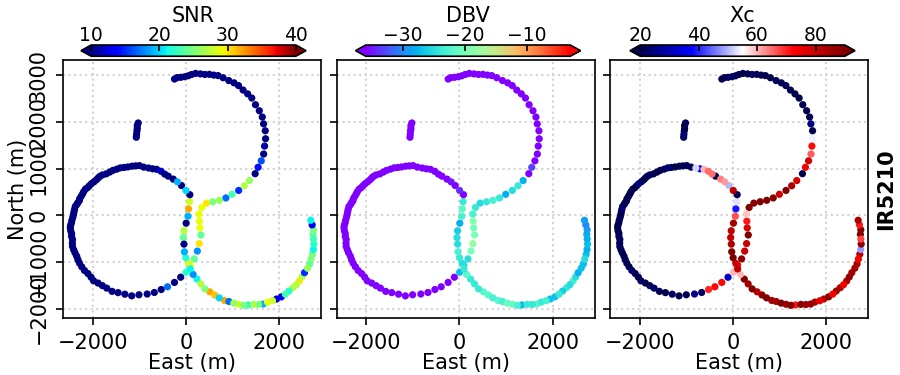 SNR DBV Xc
10 20 30 40 −30 −20 −10 20 40 60 80
3000
2000
1000
0
−1000
−2000
North (m)
−2000 0 2000 −2000 0 2000 −2000 0 2000
East (m) East (m) East (m)
IR5210